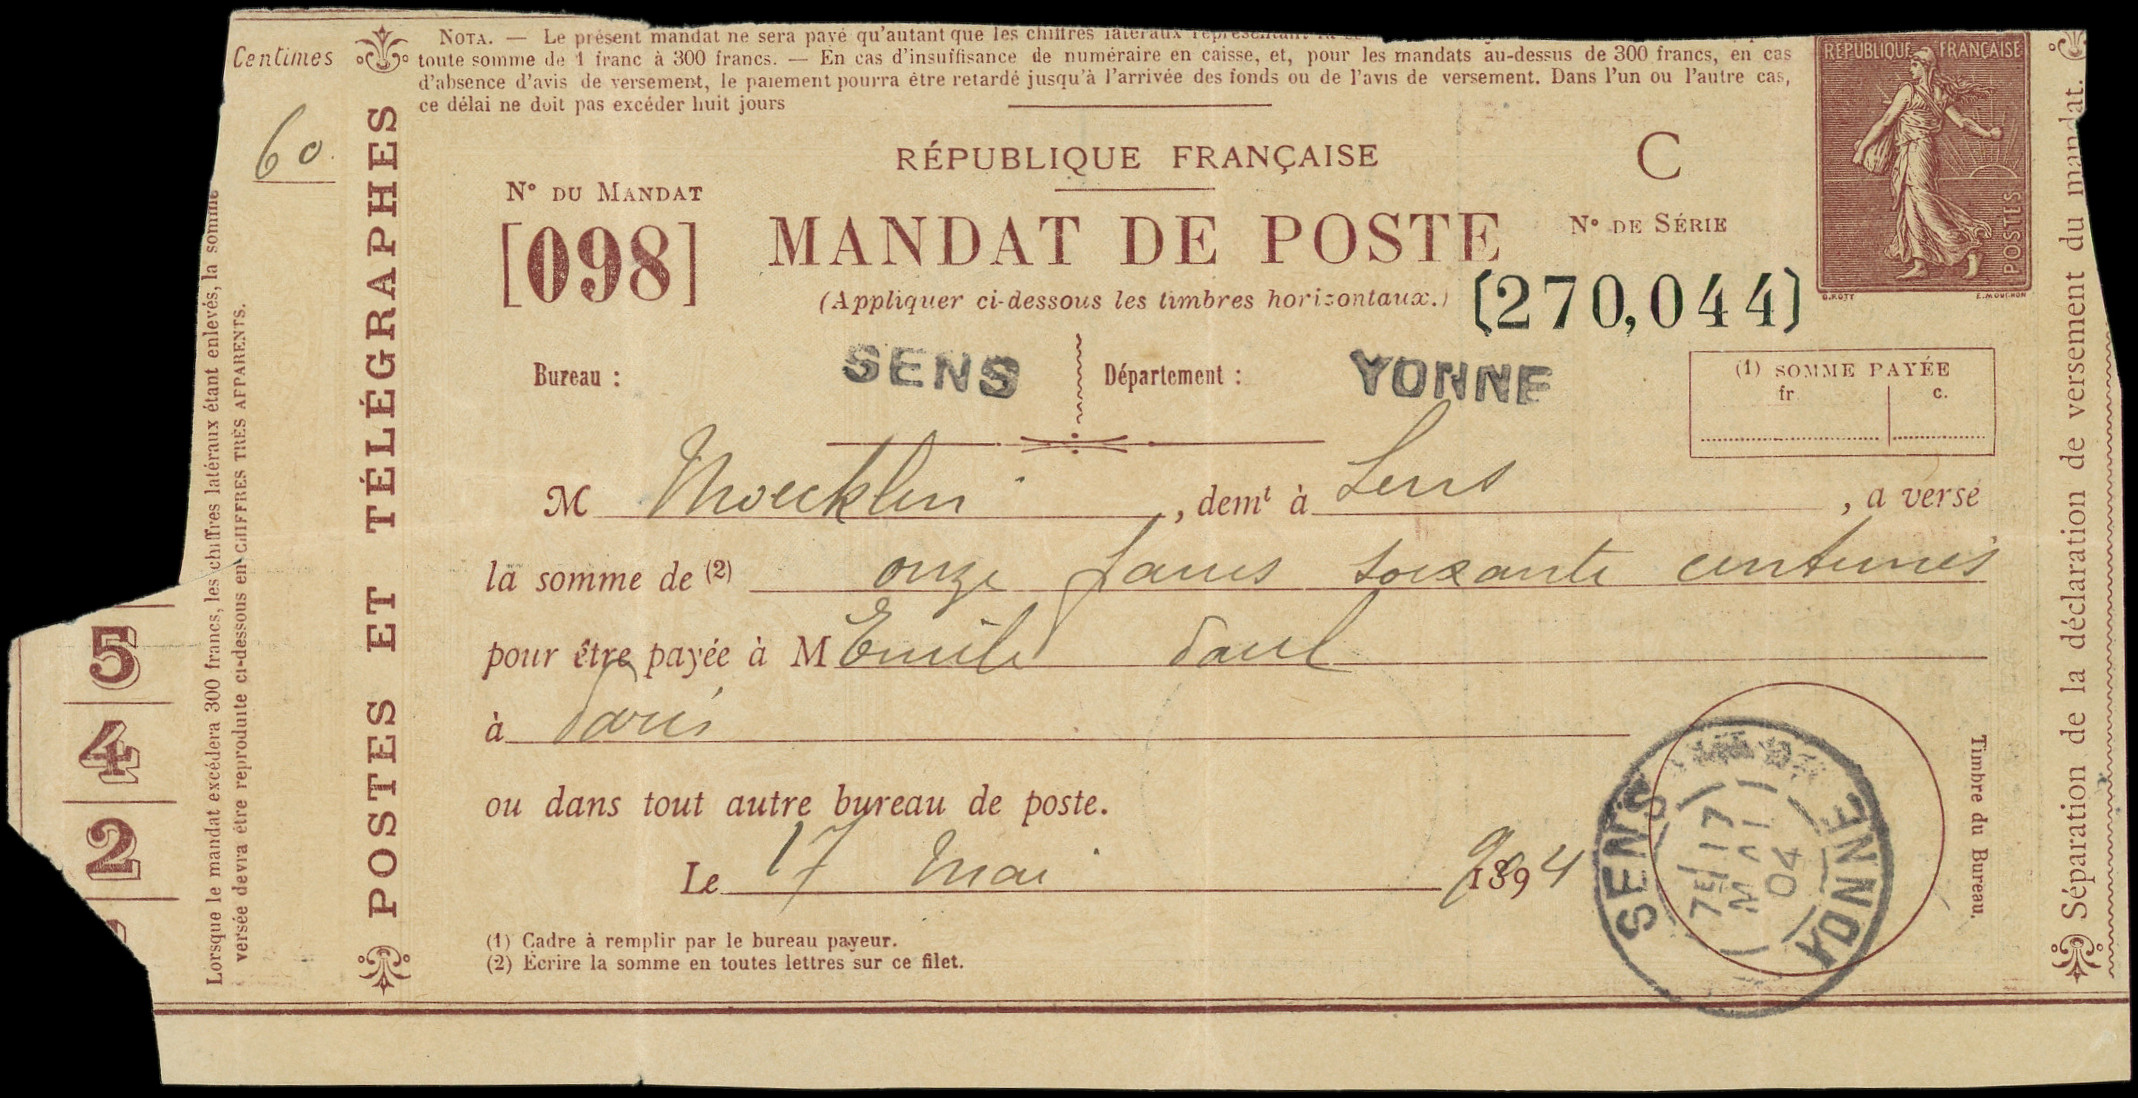 Centimes
60
NOTA. — Le présent mandat ne sera payé qu'autant que les chiffres latéraux
toute somme de 1 franc à 300 francs. — En cas d'insuffisance de numéraire en caisse, et, pour les mandats au-dessus de 300 francs, en cas
d'absence d'avis de versement, le paiement pourra être retardé jusqu'à l'arrivée des fonds ou de l'avis de versement. Dans l'un ou l'autre cas,
ce délai ne doit pas excéder huit jours
RÉPUBLIQUE FRANÇAISE
POSTES
O. ROTY
E. MOUCHON
RÉPUBLIQUE FRANÇAISE
C
N° DU MANDAT
[098]
MANDAT DE POSTE
N° DE SÉRIE
(Appliquer ci-dessous les timbres horizontaux.)
(270,044)
Bureau : SENS
Département : YONNE
(1) SOMME PAYÉE
fr c.
M Moecklin, demt à Sens, a versé
la somme de (2) onze francs soixante centimes
pour être payée à M Emile Paul
à Paris
ou dans tout autre bureau de poste.
Le 17 Mai 1894
SENS
7E 17
MAI
04
YONNE
Timbre du Bureau.
(1) Cadre à remplir par le bureau payeur.
(2) Écrire la somme en toutes lettres sur ce filet.
POSTES ET TÉLÉGRAPHES
Lorsque le mandat excédera 300 francs, les chiffres latéraux étant enlevés, la somme
versée devra être reproduite ci-dessous en CHIFFRES TRÈS APPARENTS.
5
4
2
Séparation de la déclaration de versement du mandat.